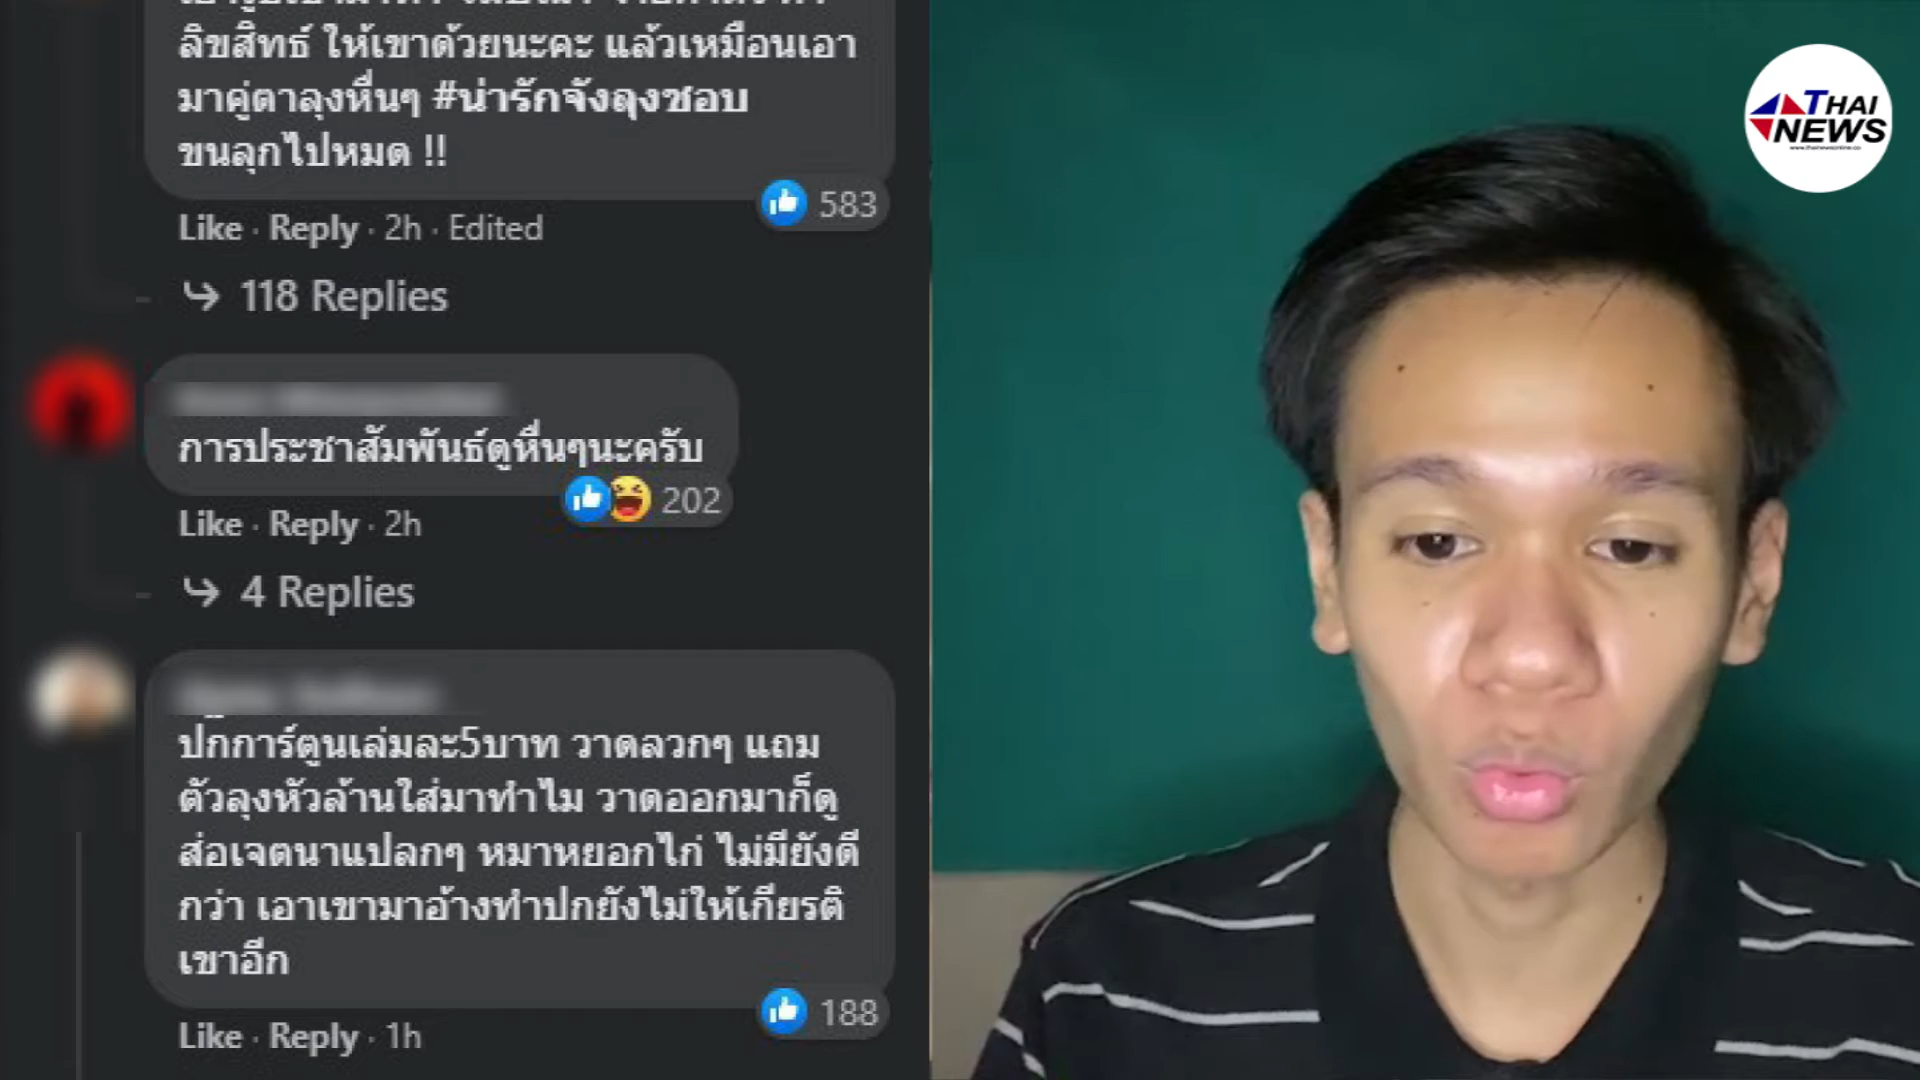 ลิขสิทธ์ ให้เขาด้วยนะคะ แล้วเหมือนเอา
มาคู่ตาลุงหื่นๆ #น่ารักจังลุงชอบ
ขนลุกไปหมด !!
583
Like · Reply · 2h · Edited
118 Replies
การประชาสัมพันธ์ดูหื่นๆนะครับ
202
Like · Reply · 2h
4 Replies
ปกการ์ตูนเล่มละ5บาท วาดลวกๆ แถม
ตัวลุงหัวล้านใส่มาทำไม วาดออกมาก็ดู
ส่อเจตนาแปลกๆ หมาหยอกไก่ ไม่มียังดี
กว่า เอาเขามาอ้างทำปกยังไม่ให้เกียรติ
เขาอีก
188
Like · Reply · 1h
THAI
NEWS
www.thainewsonline.co